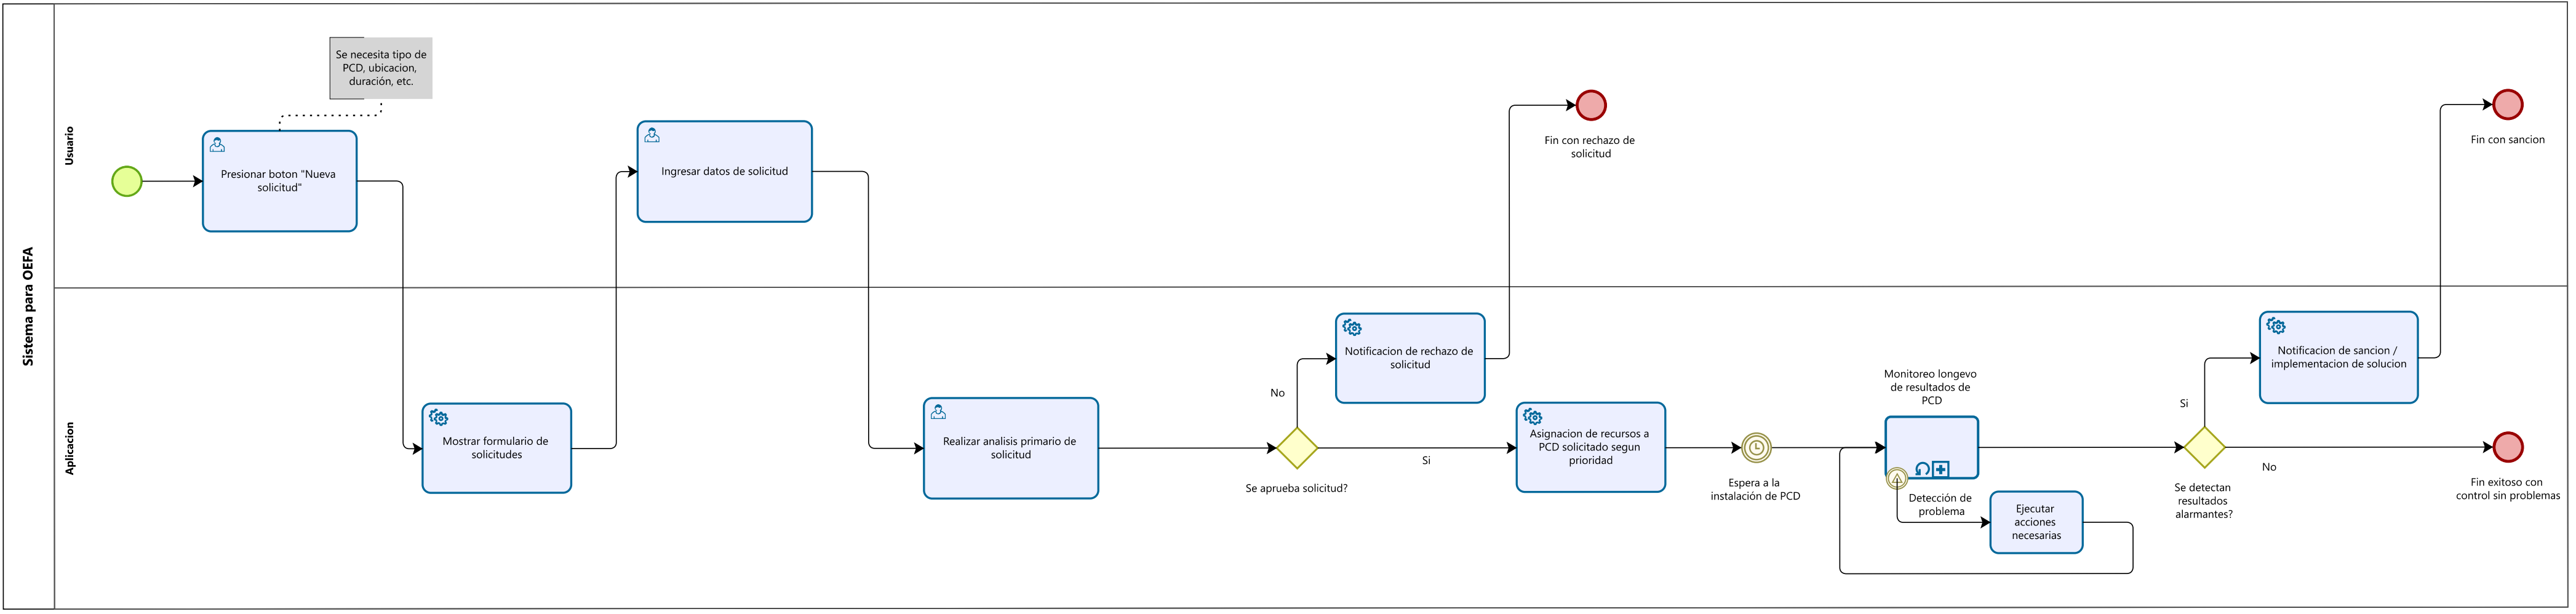 Sistema para OEFA
Usuario
Se necesita tipo de
PCD, ubicacion,
duración, etc.
Presionar boton "Nueva
solicitud"
Ingresar datos de solicitud
Fin con rechazo de
solicitud
Fin con sancion
Aplicacion
Mostrar formulario de
solicitudes
Realizar analisis primario de
solicitud
Se aprueba solicitud?
No
Notificacion de rechazo de
solicitud
Si
Asignacion de recursos a
PCD solicitado segun
prioridad
Espera a la
instalación de PCD
Monitoreo longevo
de resultados de
PCD
Detección de
problema
Ejecutar
acciones
necesarias
Se detectan
resultados
alarmantes?
Si
Notificacion de sancion /
implementacion de solucion
No
Fin exitoso con
control sin problemas